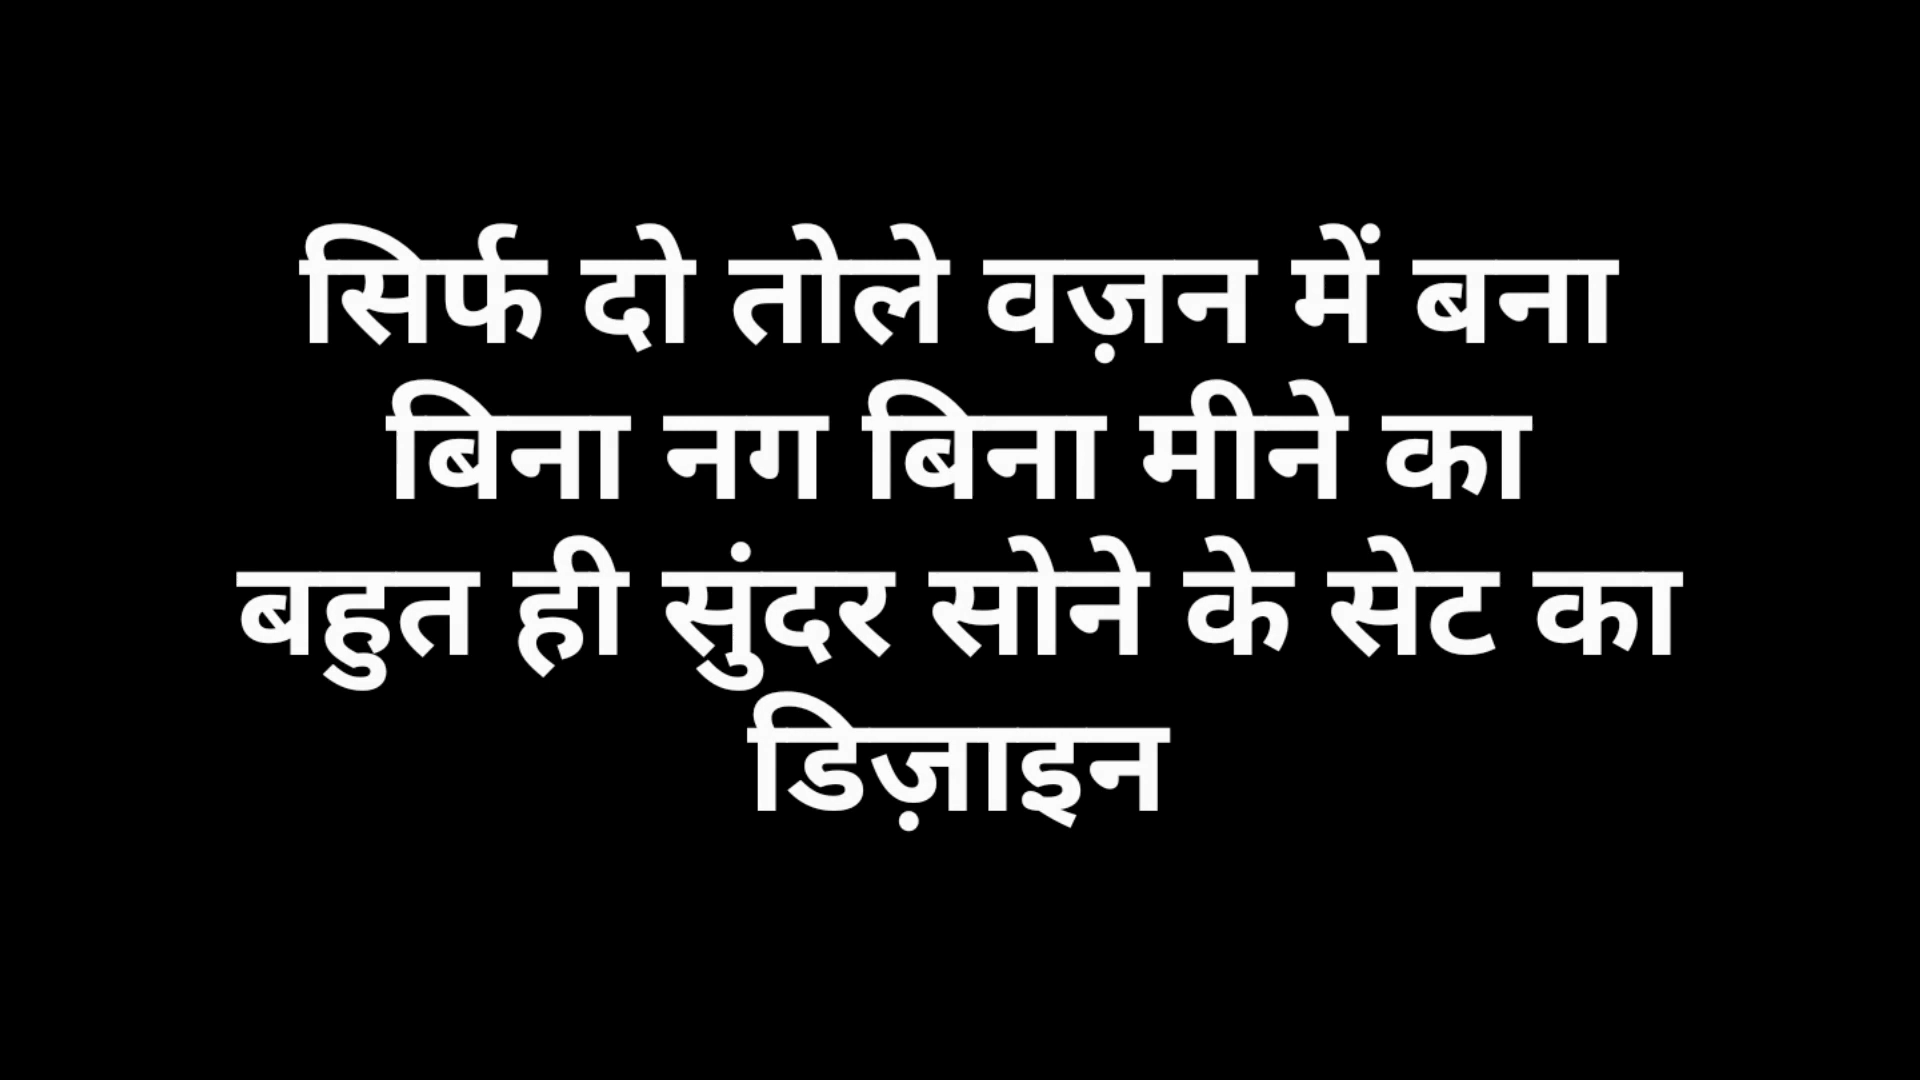 सिर्फ दो तोले वज़न में बना
बिना नग बिना मीने का
बहुत ही सुंदर सोने के सेट का
डिज़ाइन